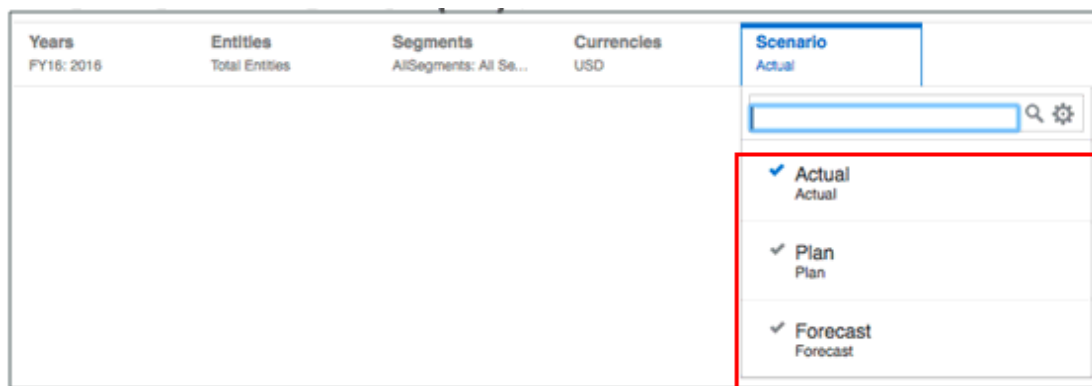 Years Entities Segments Currencies Scenario
FY16: 2016 Total Entities AllSegments: All Se... USD Actual
Actual
Actual
Plan
Plan
Forecast
Forecast